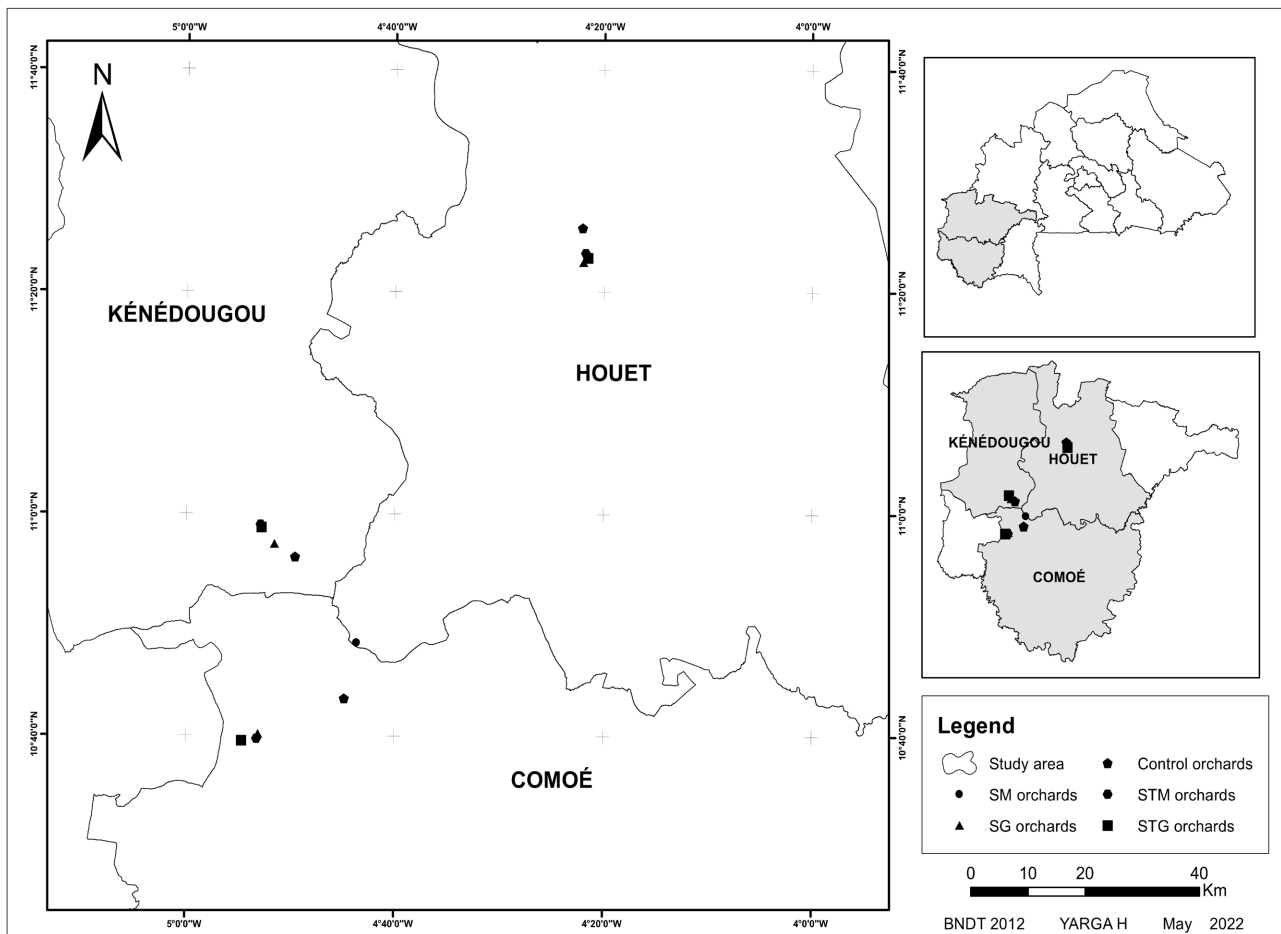 5°0'0"W 4°40'0"W 4°20'0"W 4°0'0"W
11°40'0"N
11°40'0"N
N
11°20'0"N
11°20'0"N
KÉNÉDOUGOU
HOUET
11°0'0"N
11°0'0"N
10°40'0"N
10°40'0"N
COMOÉ
5°0'0"W 4°40'0"W 4°20'0"W 4°0'0"W
KÉNÉDOUGOU
HOUET
COMOÉ
Legend
Study area
Control orchards
SM orchards
STM orchards
SG orchards
STG orchards
0 10 20 40
Km
BNDT 2012 YARGA H May 2022